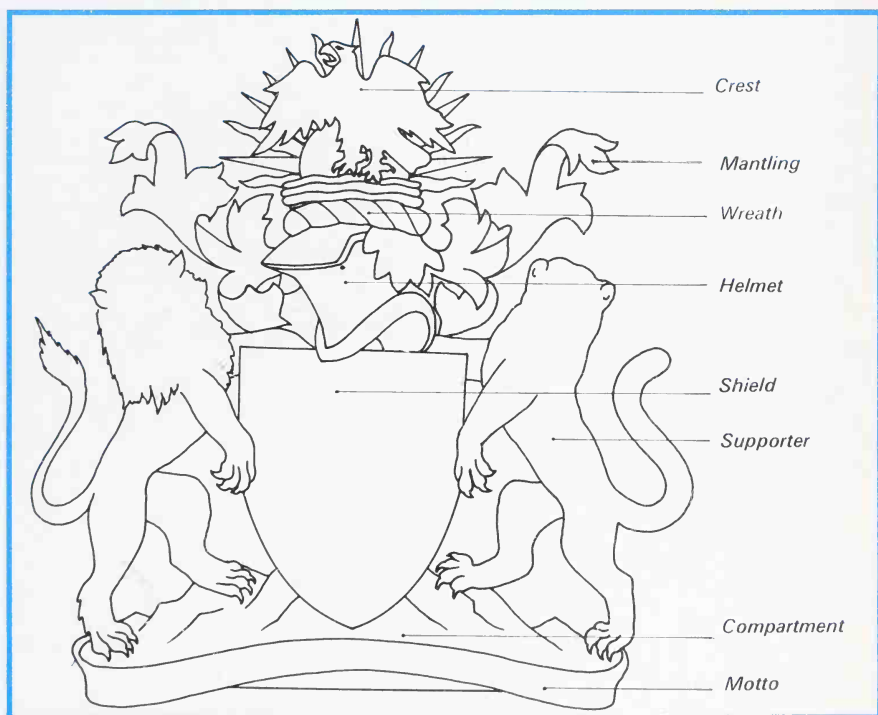 Crest
Mantling
Wreath
Helmet
Shield
Supporter
Compartment
Motto